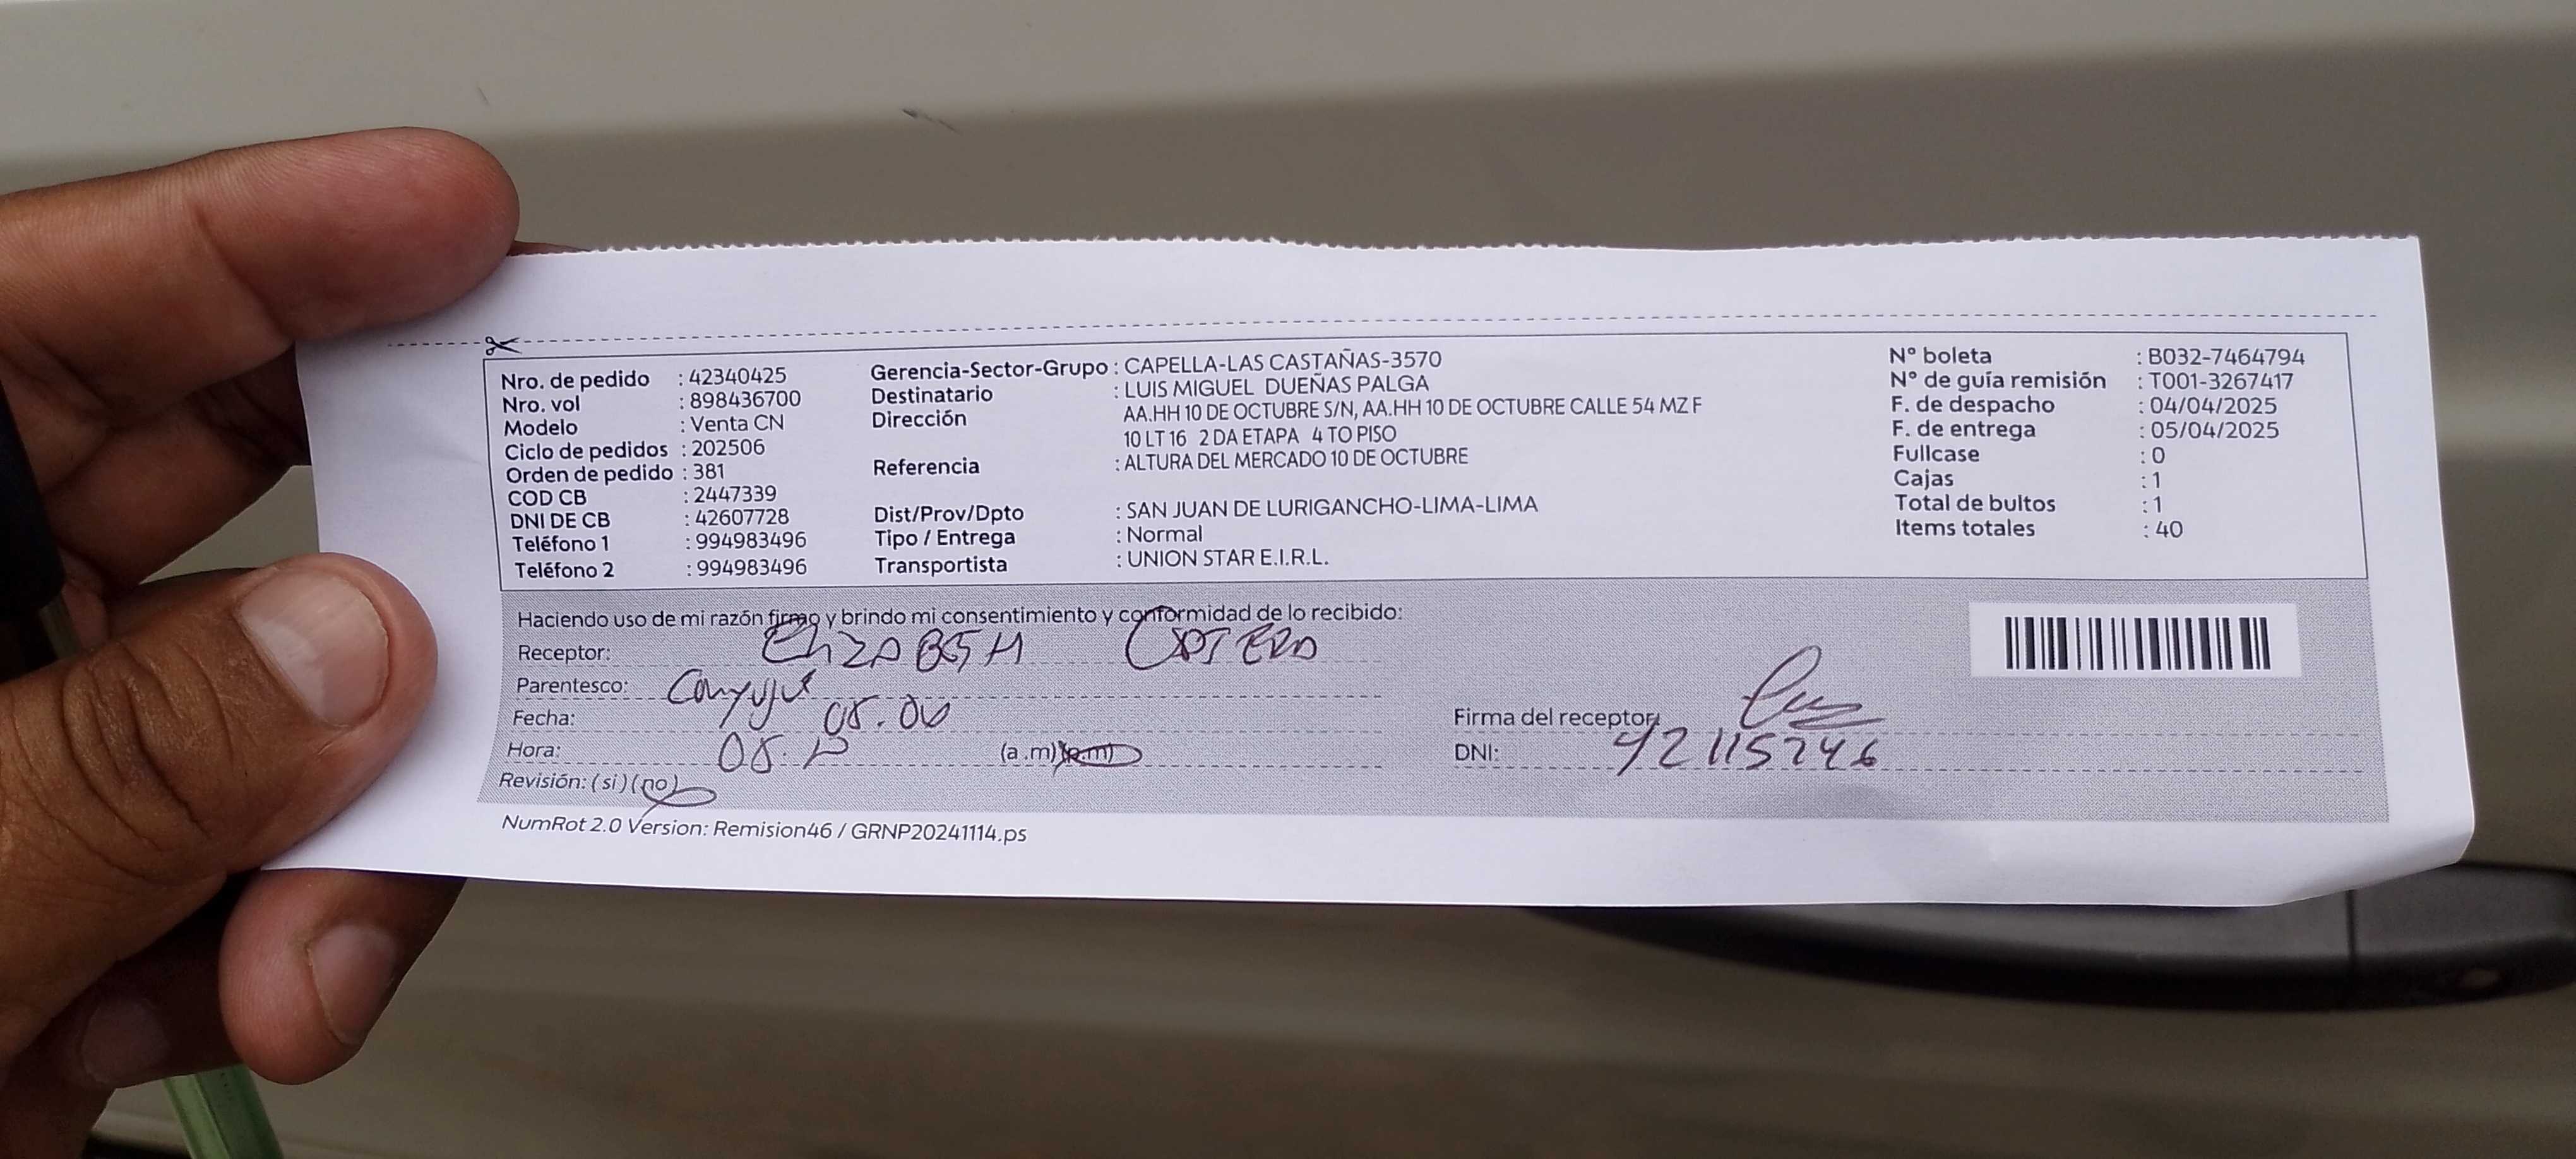 Nro. de pedido : 42340425
Nro. vol : 898436700
Modelo : Venta CN
Ciclo de pedidos : 202506
Orden de pedido : 381
COD CB : 2447339
DNI DE CB : 42607728
Teléfono 1 : 994983496
Teléfono 2 : 994983496
Gerencia-Sector-Grupo : CAPELLA-LAS CASTAÑAS-3570
Destinatario : LUIS MIGUEL DUEÑAS PALGA
Dirección AA.HH 10 DE OCTUBRE S/N, AA.HH 10 DE OCTUBRE CALLE 54 MZ F
10 LT 16 2 DA ETAPA 4 TO PISO
Referencia : ALTURA DEL MERCADO 10 DE OCTUBRE
Dist/Prov/Dpto : SAN JUAN DE LURIGANCHO-LIMA-LIMA
Tipo / Entrega : Normal
Transportista : UNION STAR E.I.R.L.
N° boleta : B032-7464794
N° de guía remisión : T001-3267417
F. de despacho : 04/04/2025
F. de entrega : 05/04/2025
Fullcase : 0
Cajas : 1
Total de bultos : 1
Items totales : 40
Haciendo uso de mi razón firmo y brindo mi consentimiento y conformidad de lo recibido:
Receptor:
Parentesco: Conyuje
Fecha:
Hora: (a.m) (p.m)
Revisión: (si) (no)
Firma del receptor:
DNI: 42115246
NumRot 2.0 Version: Remision46 / GRNP20241114.ps